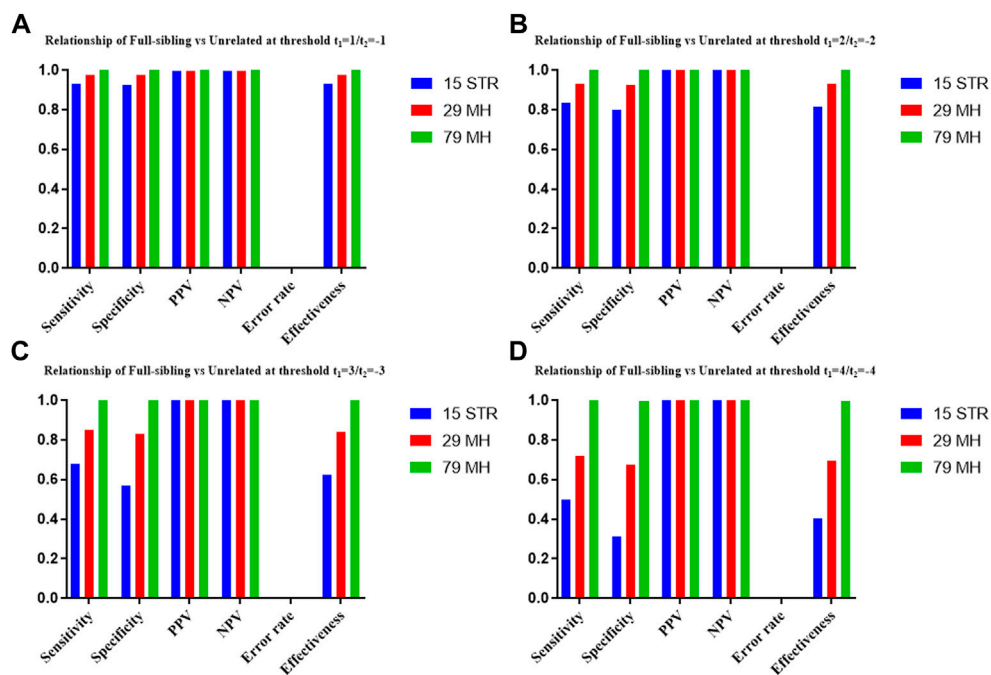 A
Relationship of Full-sibling vs Unrelated at threshold t₁=1/t₂=-1
1.0
0.8
0.6
0.4
0.2
0.0
Sensitivity
Specificity
PPV
NPV
Error rate
Effectiveness
15 STR
29 MH
79 MH
B
Relationship of Full-sibling vs Unrelated at threshold t₁=2/t₂=-2
1.0
0.8
0.6
0.4
0.2
0.0
Sensitivity
Specificity
PPV
NPV
Error rate
Effectiveness
15 STR
29 MH
79 MH
C
Relationship of Full-sibling vs Unrelated at threshold t₁=3/t₂=-3
1.0
0.8
0.6
0.4
0.2
0.0
Sensitivity
Specificity
PPV
NPV
Error rate
Effectiveness
15 STR
29 MH
79 MH
D
Relationship of Full-sibling vs Unrelated at threshold t₁=4/t₂=-4
1.0
0.8
0.6
0.4
0.2
0.0
Sensitivity
Specificity
PPV
NPV
Error rate
Effectiveness
15 STR
29 MH
79 MH